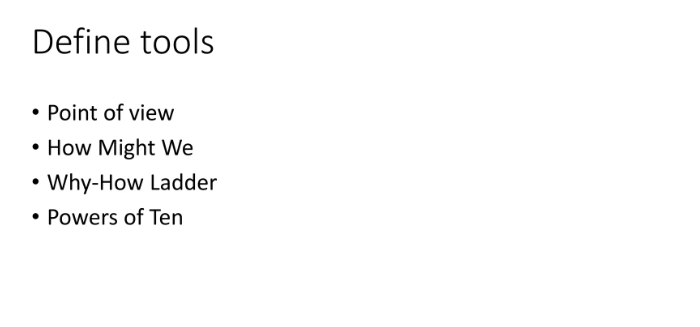 Define tools
• Point of view
• How Might We
• Why-How Ladder
• Powers of Ten